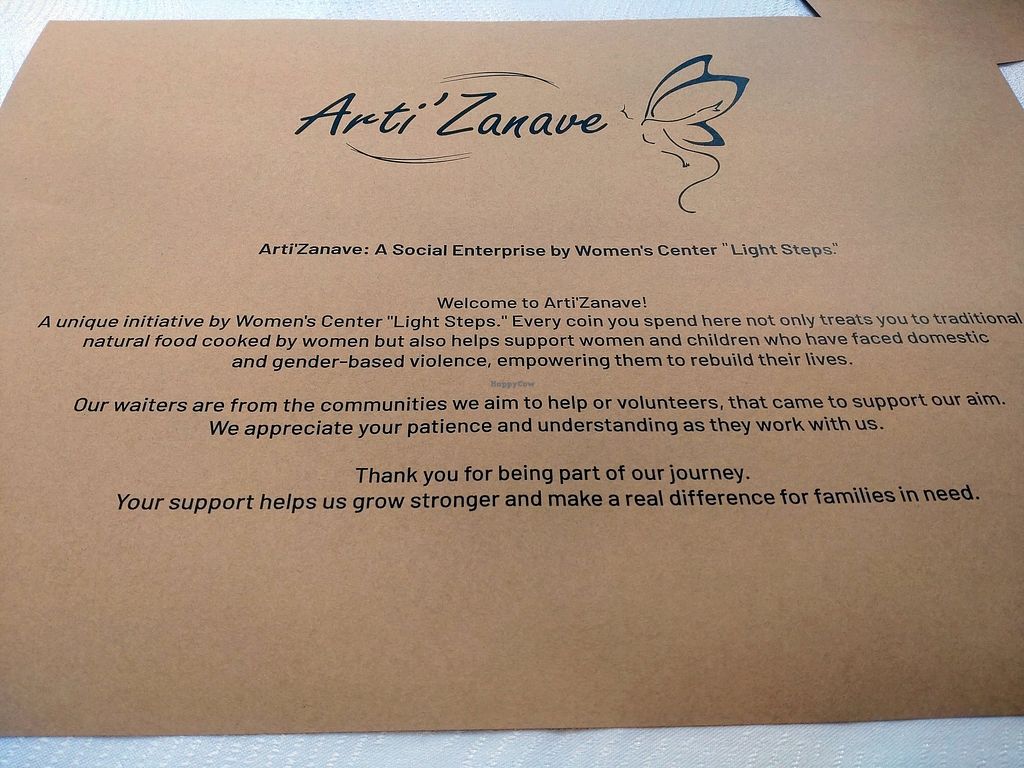 Arti'Zanave
Arti'Zanave: A Social Enterprise by Women's Center "Light Steps."
Welcome to Arti'Zanave!
A unique initiative by Women's Center "Light Steps." Every coin you spend here not only treats you to traditional
natural food cooked by women but also helps support women and children who have faced domestic
and gender-based violence, empowering them to rebuild their lives.
HappyCow
Our waiters are from the communities we aim to help or volunteers, that came to support our aim.
We appreciate your patience and understanding as they work with us.
Thank you for being part of our journey.
Your support helps us grow stronger and make a real difference for families in need.